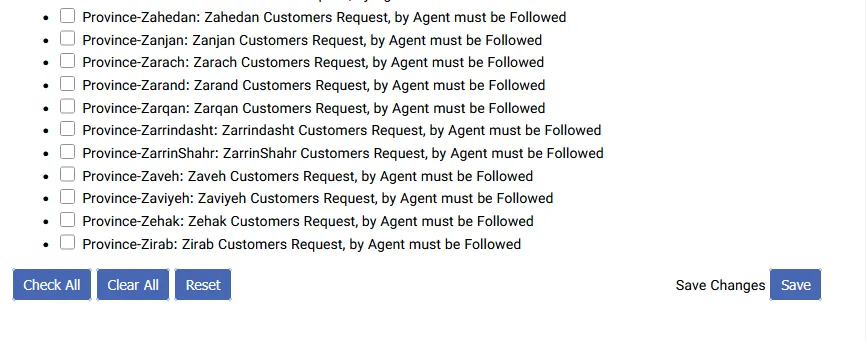 Province-Zahedan: Zahedan Customers Request, by Agent must be Followed
Province-Zanjan: Zanjan Customers Request, by Agent must be Followed
Province-Zarach: Zarach Customers Request, by Agent must be Followed
Province-Zarand: Zarand Customers Request, by Agent must be Followed
Province-Zarqan: Zarqan Customers Request, by Agent must be Followed
Province-Zarrindasht: Zarrindasht Customers Request, by Agent must be Followed
Province-ZarrinShahr: ZarrinShahr Customers Request, by Agent must be Followed
Province-Zaveh: Zaveh Customers Request, by Agent must be Followed
Province-Zaviyeh: Zaviyeh Customers Request, by Agent must be Followed
Province-Zehak: Zehak Customers Request, by Agent must be Followed
Province-Zirab: Zirab Customers Request, by Agent must be Followed
Check All Clear All Reset Save Changes Save